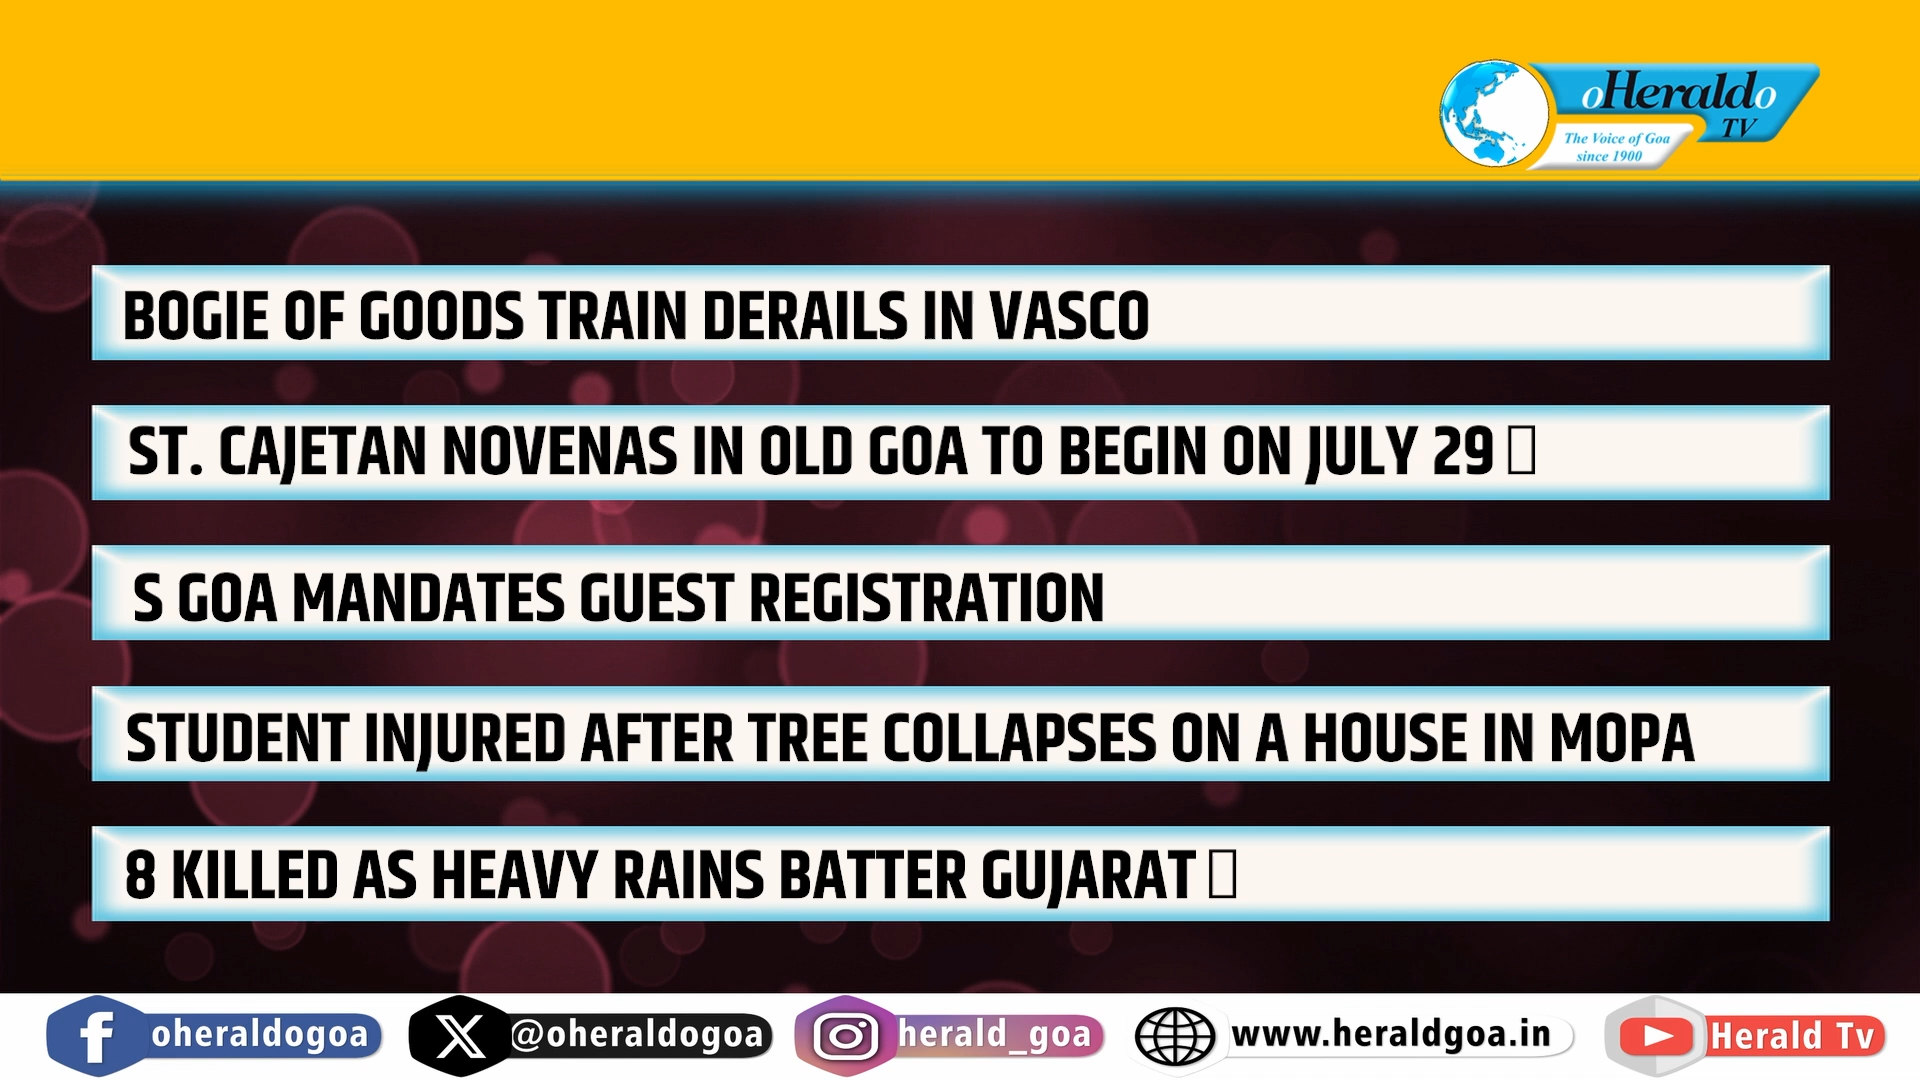 oHeraldo
TV
The Voice of Goa
since 1900
BOGIE OF GOODS TRAIN DERAILS IN VASCO
ST. CAJETAN NOVENAS IN OLD GOA TO BEGIN ON JULY 29
S GOA MANDATES GUEST REGISTRATION
STUDENT INJURED AFTER TREE COLLAPSES ON A HOUSE IN MOPA
8 KILLED AS HEAVY RAINS BATTER GUJARAT
oheraldogoa @oheraldogoa herald_goa www.heraldgoa.in Herald Tv